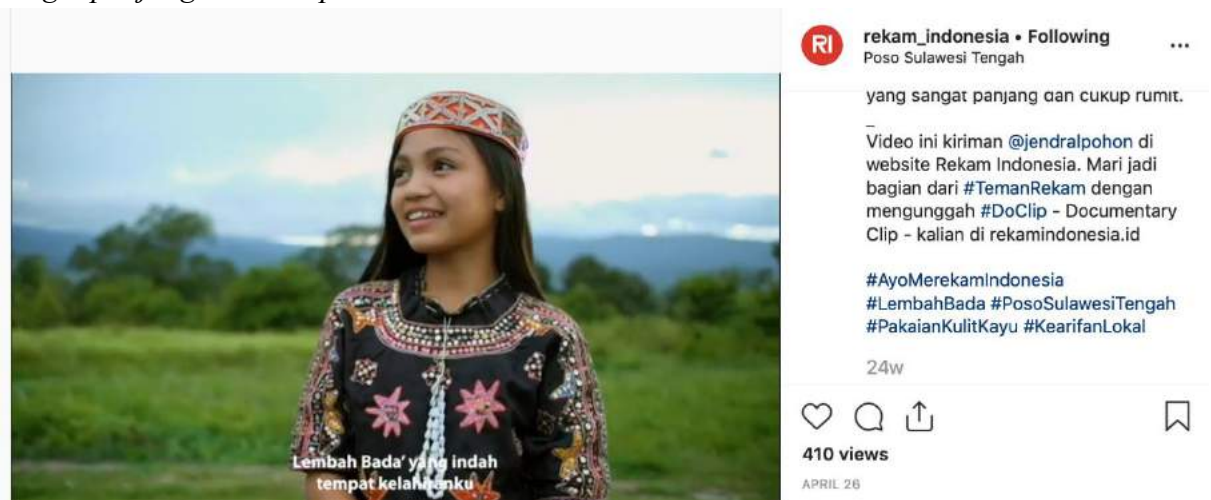 RI
rekam_indonesia • Following
Poso Sulawesi Tengah
yang sangat panjang dan cukup rumit.
_
Video ini kiriman @jendralpohon di
website Rekam Indonesia. Mari jadi
bagian dari #TemanRekam dengan
mengunggah #DoClip - Documentary
Clip - kalian di rekamindonesia.id
#AyoMerekamIndonesia
#LembahBada #PosoSulawesiTengah
#PakaianKulitKayu #KearifanLokal
24w
410 views
APRIL 26
Lembah Bada' yang indah
tempat kelahiranku